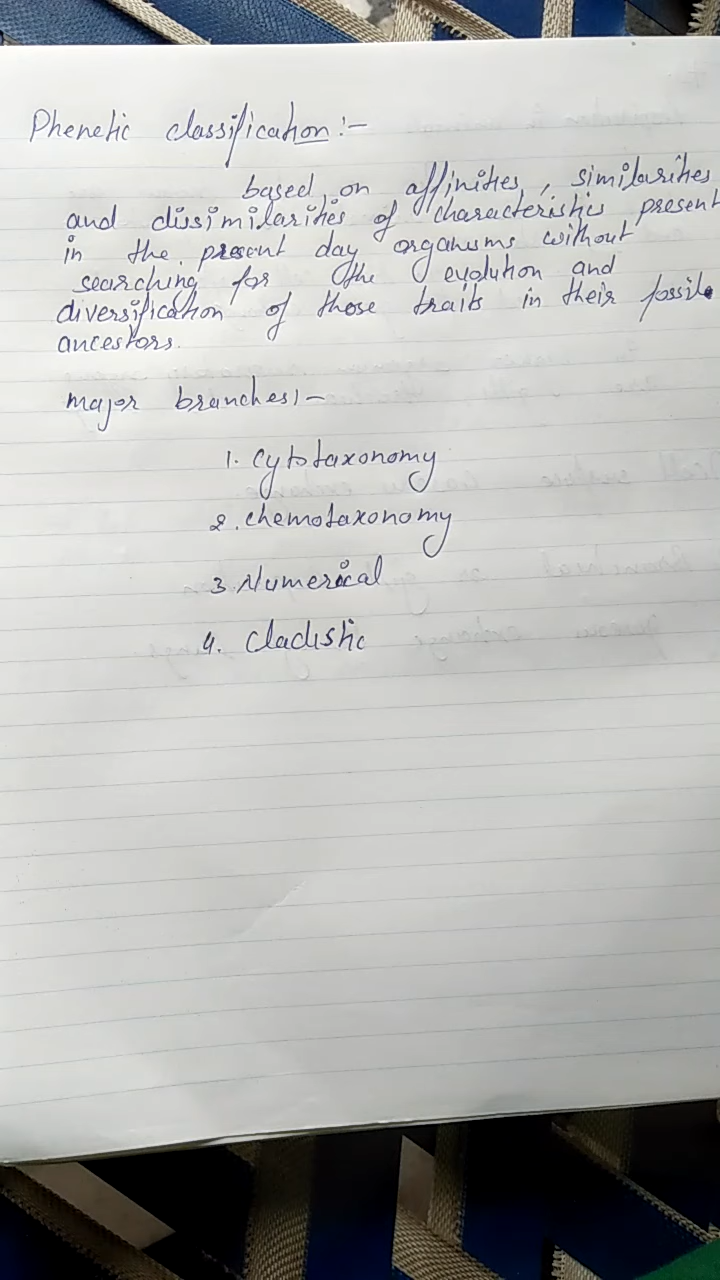 Phenetic classification :-
based on affinities, similarities
and dissimilarities of characteristics present
in the present day organisms without
searching for the evolution and
diversification of those traits in their fossil
ancestors.
major branches :-
1. Cytotaxonomy
2. chemotaxonomy
3. Numerical
4. Cladistic